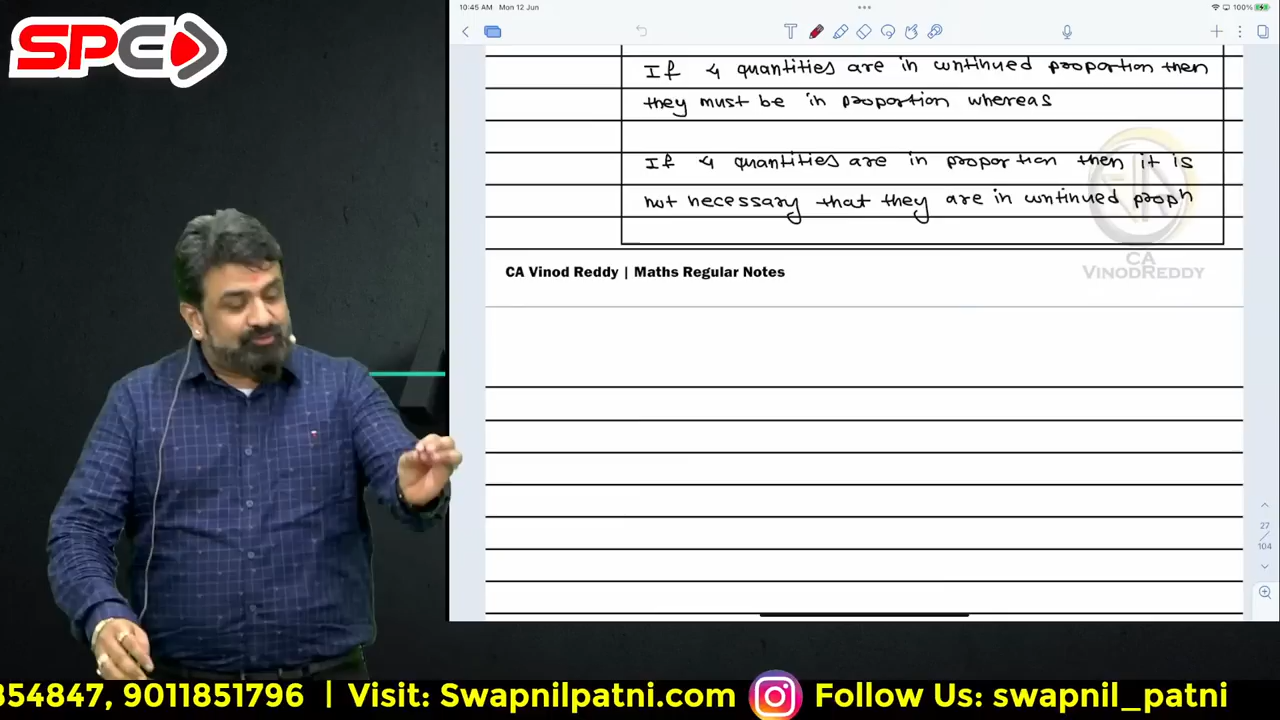 SPE
10:45 AM Mon 12 Jun
100%
T
If 4 quantities are in continued proportion then
they must be in proportion whereas
If 4 quantities are in proportion then it is
not necessary that they are in continued propn
CA
VINODREDDY
CA Vinod Reddy | Maths Regular Notes
27
104
854847, 9011851796 | Visit: Swapnilpatni.com Follow Us: swapnil_patni